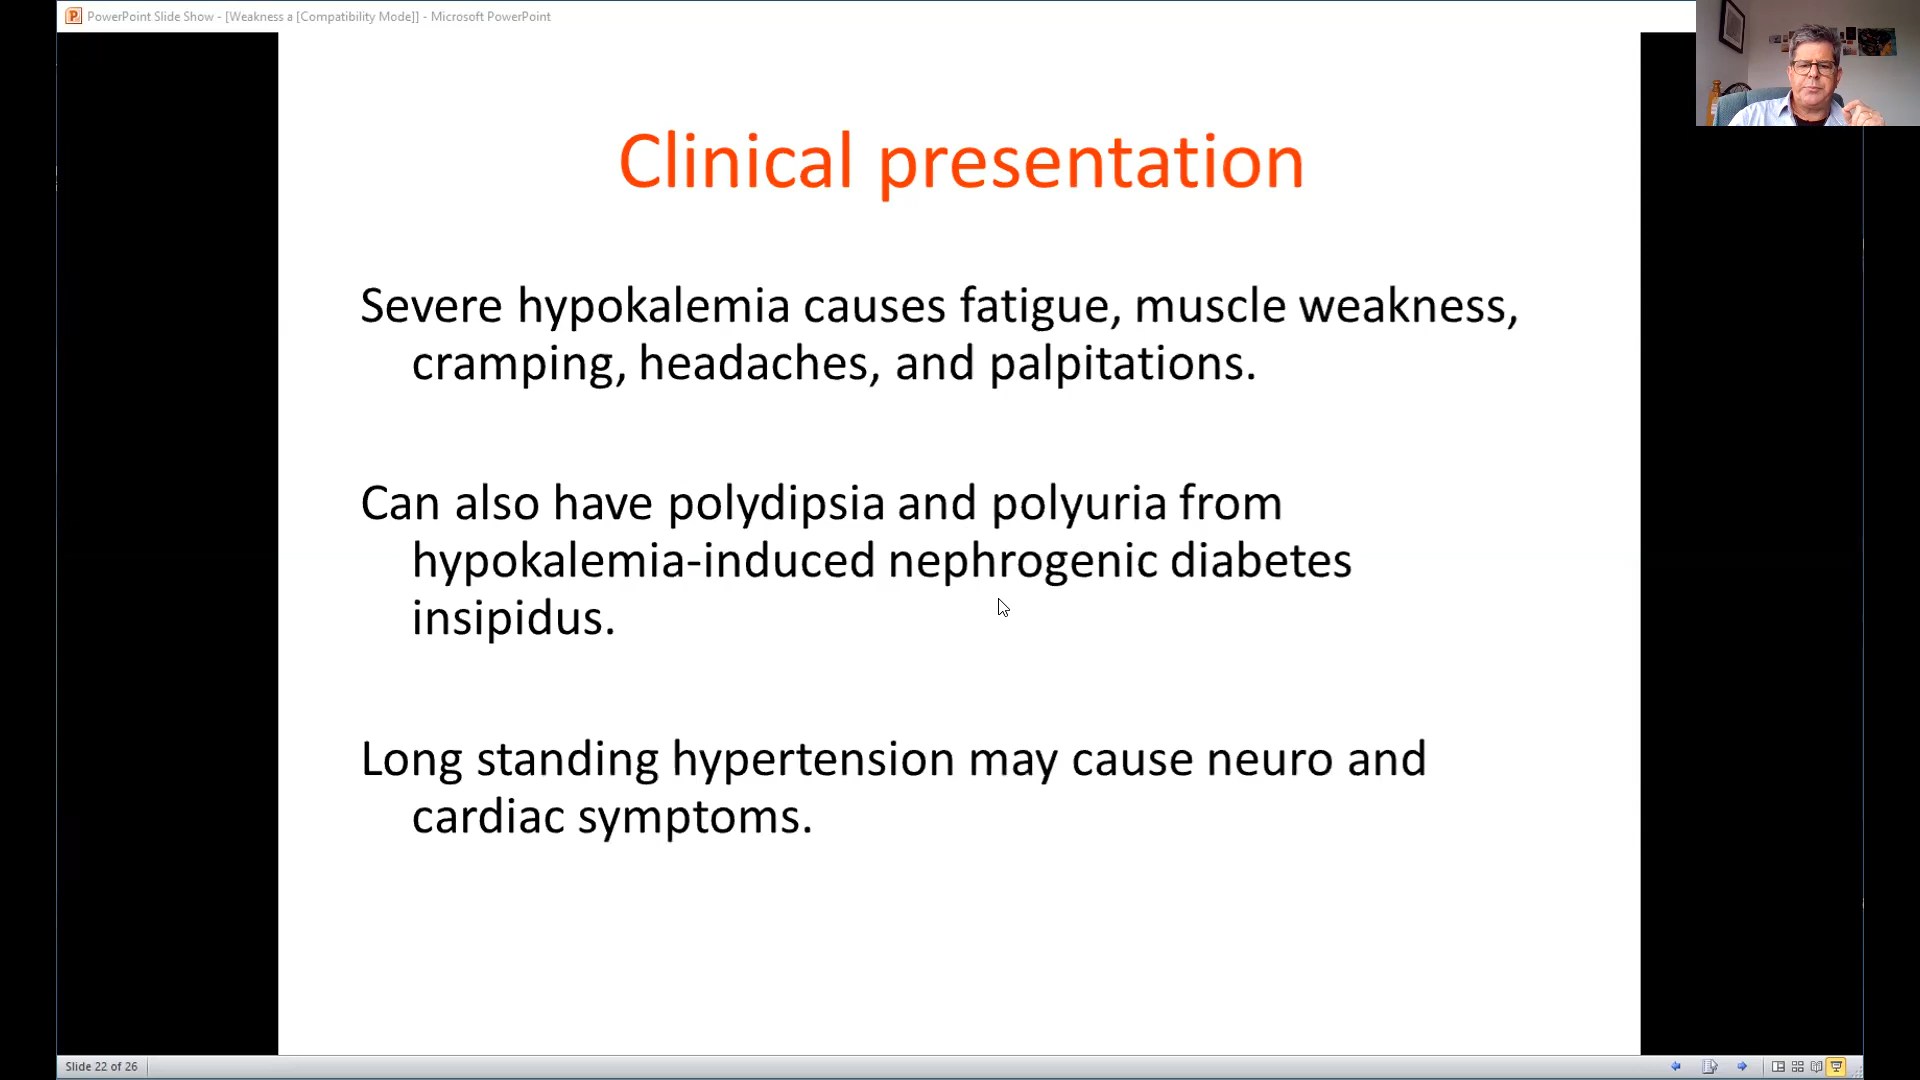 PowerPoint Slide Show - [Weakness a [Compatibility Mode]] - Microsoft PowerPoint
Clinical presentation
Severe hypokalemia causes fatigue, muscle weakness,
cramping, headaches, and palpitations.
Can also have polydipsia and polyuria from
hypokalemia-induced nephrogenic diabetes
insipidus.
Long standing hypertension may cause neuro and
cardiac symptoms.
Slide 22 of 26